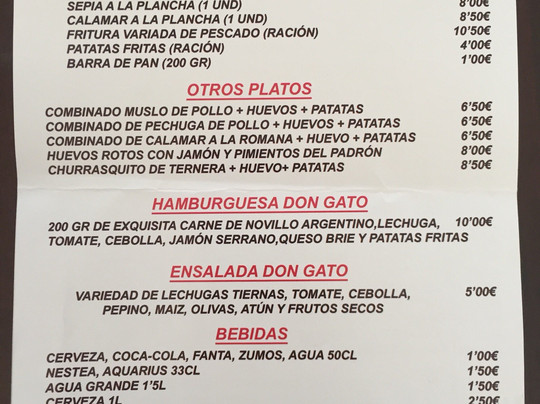 SEPIA A LA PLANCHA (1 UND) 8'00€
CALAMAR A LA PLANCHA (1 UND) 8'50€
FRITURA VARIADA DE PESCADO (RACIÓN) 10'50€
PATATAS FRITAS (RACIÓN) 4'00€
BARRA DE PAN (200 GR) 1'00€
OTROS PLATOS
COMBINADO MUSLO DE POLLO + HUEVOS + PATATAS 6'50€
COMBINADO DE PECHUGA DE POLLO + HUEVOS + PATATAS 6'50€
COMBINADO DE CALAMAR A LA ROMANA + HUEVO + PATATAS 6'50€
HUEVOS ROTOS CON JAMÓN Y PIMIENTOS DEL PADRÓN 8'00€
CHURRASQUITO DE TERNERA + HUEVO+ PATATAS 8'50€
HAMBURGUESA DON GATO
200 GR DE EXQUISITA CARNE DE NOVILLO ARGENTINO,LECHUGA, 10'00€
TOMATE, CEBOLLA, JAMÓN SERRANO,QUESO BRIE Y PATATAS FRITAS
ENSALADA DON GATO
VARIEDAD DE LECHUGAS TIERNAS, TOMATE, CEBOLLA, 5'00€
PEPINO, MAIZ, OLIVAS, ATÚN Y FRUTOS SECOS
BEBIDAS
CERVEZA, COCA-COLA, FANTA, ZUMOS, AGUA 50CL 1'00€
NESTEA, AQUARIUS 33CL 1'50€
AGUA GRANDE 1'5L 1'50€
CERVEZA 1L 2'50€